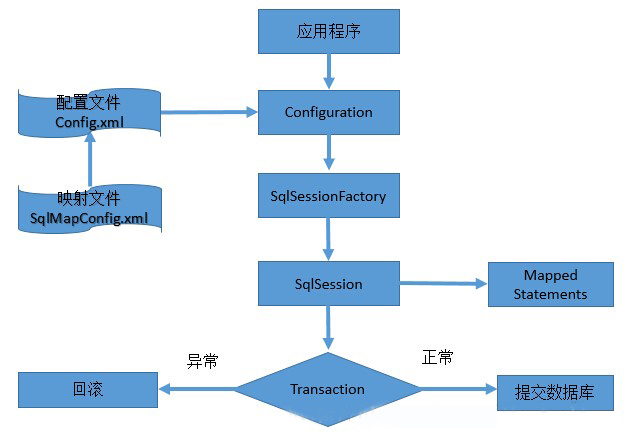 应用程序
配置文件
Config.xml
Configuration
映射文件
SqlMapConfig.xml
SqlSessionFactory
SqlSession
Mapped
Statements
异常
正常
回滚
Transaction
提交数据库